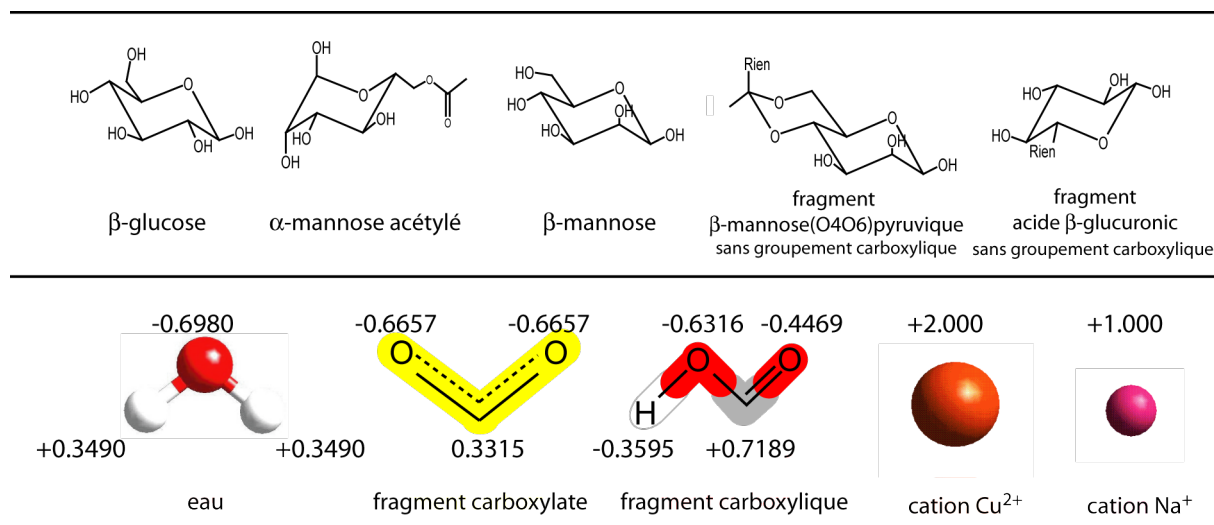 OH
HO
O
HO
OH
OH
OH
O
O
O
HO
OH
OH
HO
HO
O
OH
HO
OH
Rien
O
O
O
OH
HO
OH
HO
OH
OH
HO
O
Rien
β-glucose
α-mannose acétylé
β-mannose
fragment
β-mannose(O4O6)pyruvique
sans groupement carboxylique
fragment
acide β-glucuronic
sans groupement carboxylique
-0.6980
-0.6657
-0.6657
-0.6316
-0.4469
+2.000
+1.000
O
O
O
O
H
+0.3490
+0.3490
0.3315
-0.3595
+0.7189
eau
fragment carboxylate
fragment carboxylique
cation Cu²⁺
cation Na⁺